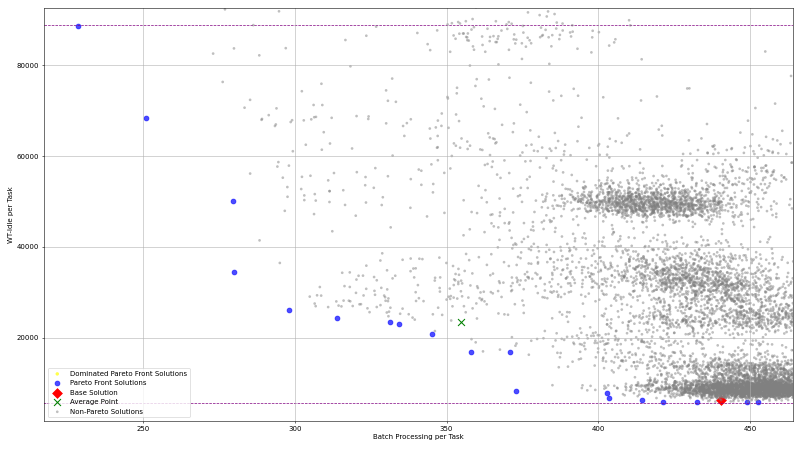 80000
60000
40000
20000
WT-Idle per Task
Dominated Pareto Front Solutions
Pareto Front Solutions
Base Solution
Average Point
Non-Pareto Solutions
250
300
350
400
450
Batch Processing per Task